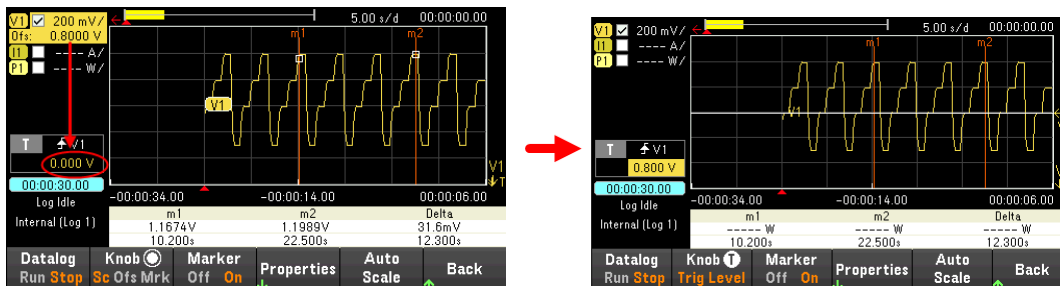 V1 200 mV/ 5.00 s/d 00:00:00.00
Ofs: 0.8000 V
I1 ---- A/
P1 ---- W/
m1 m2
V1
T V1
0.000 V
V1
T
00:00:30.00
-00:00:34.00 -00:00:14.00 00:00:06.00
Log Idle
Internal (Log 1)
m1 m2 Delta
1.1674V 1.1989V 31.6mV
10.200s 22.500s 12.300s
Datalog Knob Marker Properties Auto Back
Run Stop Sc Ofs Mrk Off On Scale
V1 200 mV/ 5.00 s/d 00:00:00.00
I1 ---- A/
P1 ---- W/
m1 m2
V1
T V1
0.800 V
00:00:30.00
-00:00:34.00 -00:00:14.00 00:00:06.00
Log Idle
Internal (Log 1)
m1 m2 Delta
----- W ----- W ----- W
10.200s 22.500s 12.300s
Datalog Knob T Marker Properties Auto Back
Run Stop Trig Level Off On Scale